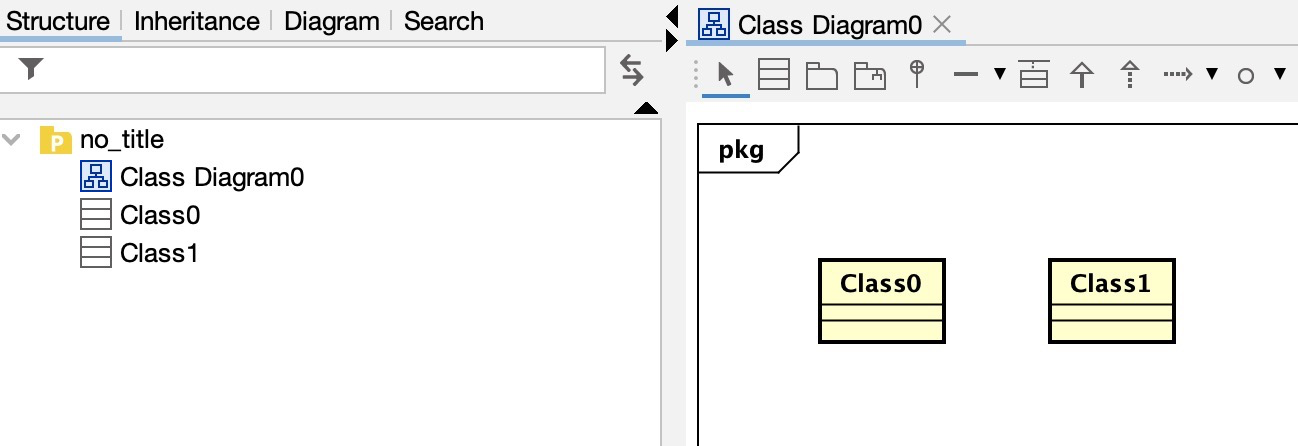 Structure Inheritance Diagram Search
no_title
Class Diagram0
Class0
Class1
Class Diagram0
pkg
Class0
Class1